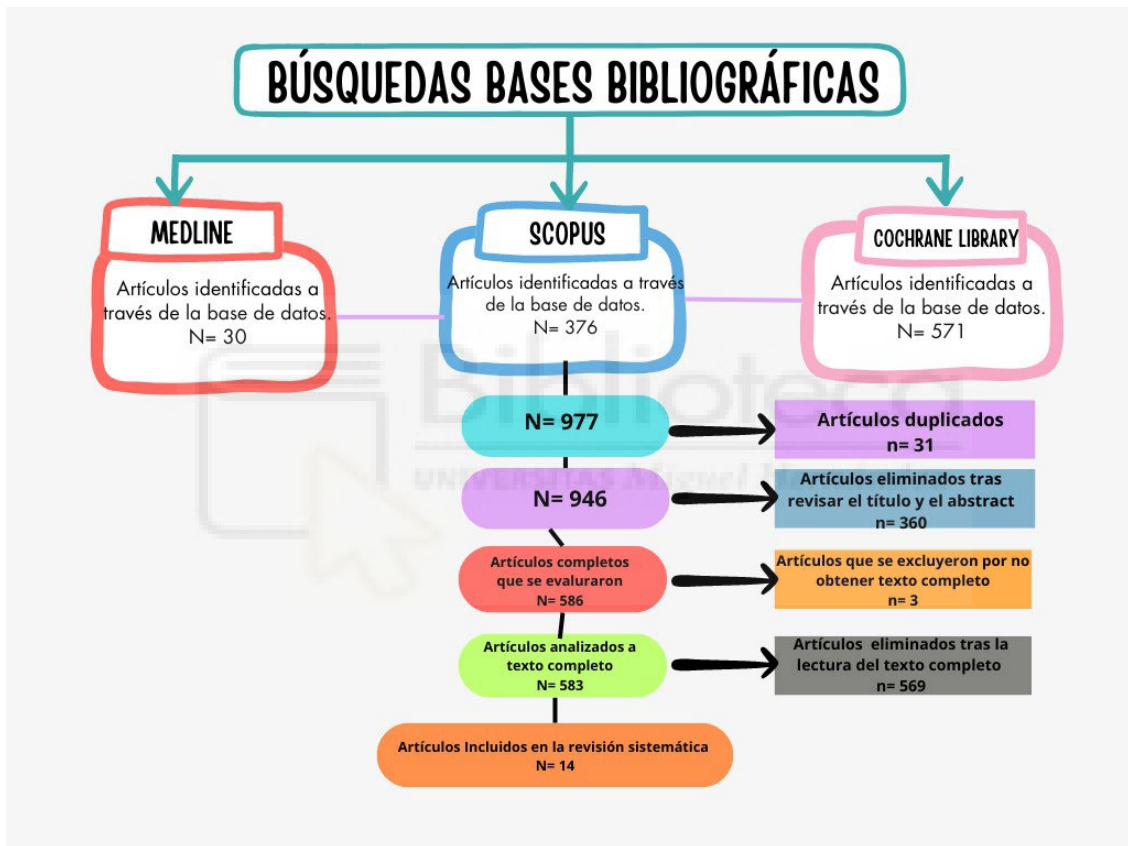 BÚSQUEDAS BASES BIBLIOGRÁFICAS
MEDLINE
Artículos identificadas a
través de la base de datos.
N= 30
SCOPUS
Artículos identificadas a través
de la base de datos.
N= 376
COCHRANE LIBRARY
Artículos identificadas a
través de la base de datos.
N= 571
Biblioteca
UNIVERSITAS Miguel Hernández
N= 977
Artículos duplicados
n= 31
N= 946
Artículos eliminados tras
revisar el título y el abstract
n= 360
Artículos completos
que se evaluraron
N= 586
Artículos que se excluyeron por no
obtener texto completo
n= 3
Artículos analizados a
texto completo
N= 583
Artículos eliminados tras la
lectura del texto completo
n= 569
Artículos Incluidos en la revisión sistemática
N= 14